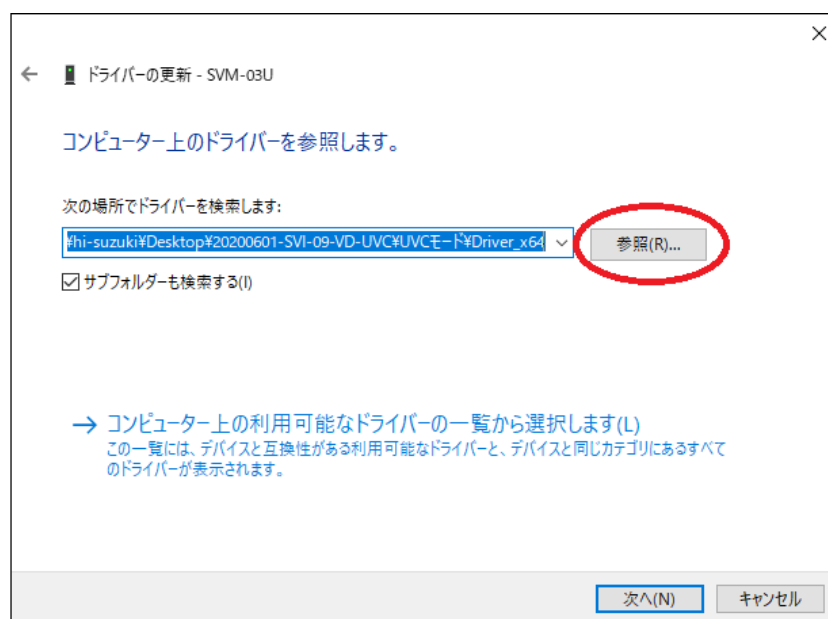 ドライバーの更新 - SVM-03U
コンピューター上のドライバーを参照します。
次の場所でドライバーを検索します:
¥hi-suzuki¥Desktop¥20200601-SVI-09-VD-UVC¥UVCモード¥Driver_x64
参照(R)...
サブフォルダーも検索する(I)
コンピューター上の利用可能なドライバーの一覧から選択します(L)
この一覧には、デバイスと互換性がある利用可能なドライバーと、デバイスと同じカテゴリにあるすべて
のドライバーが表示されます。
次へ(N)
キャンセル